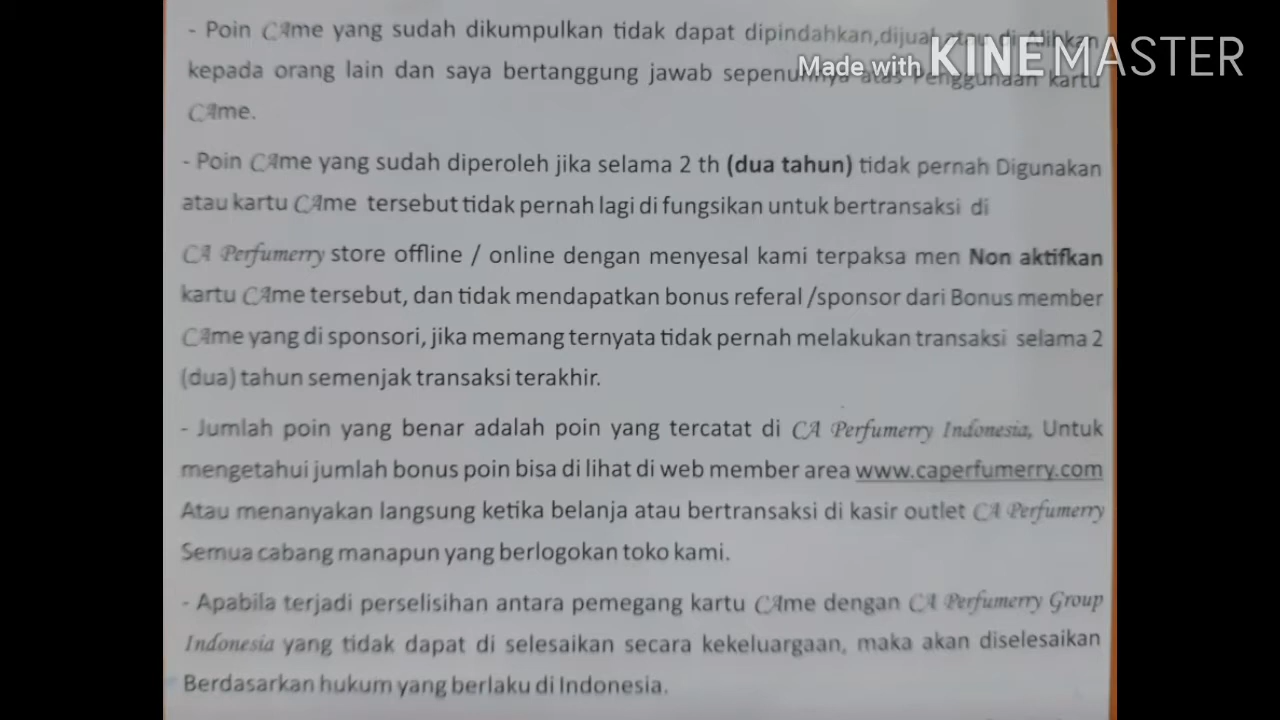 - Poin CAme yang sudah dikumpulkan tidak dapat dipindahkan,dijual atau di Alihkan
Made with KINEMASTER
kepada orang lain dan saya bertanggung jawab sepenuhnya atas Penggunaan kartu
CAme.
- Poin CAme yang sudah diperoleh jika selama 2 th (dua tahun) tidak pernah Digunakan
atau kartu CAme tersebut tidak pernah lagi di fungsikan untuk bertransaksi di
CA Perfumerry store offline / online dengan menyesal kami terpaksa men Non aktifkan
kartu CAme tersebut, dan tidak mendapatkan bonus referal /sponsor dari Bonus member
CAme yang di sponsori, jika memang ternyata tidak pernah melakukan transaksi selama 2
(dua) tahun semenjak transaksi terakhir.
- Jumlah poin yang benar adalah poin yang tercatat di CA Perfumerry Indonesia, Untuk
mengetahui jumlah bonus poin bisa di lihat di web member area www.caperfumerry.com
Atau menanyakan langsung ketika belanja atau bertransaksi di kasir outlet CA Perfumerry
Semua cabang manapun yang berlogokan toko kami.
- Apabila terjadi perselisihan antara pemegang kartu CAme dengan CA Perfumerry Group
Indonesia yang tidak dapat di selesaikan secara kekeluargaan, maka akan diselesaikan
Berdasarkan hukum yang berlaku di Indonesia.